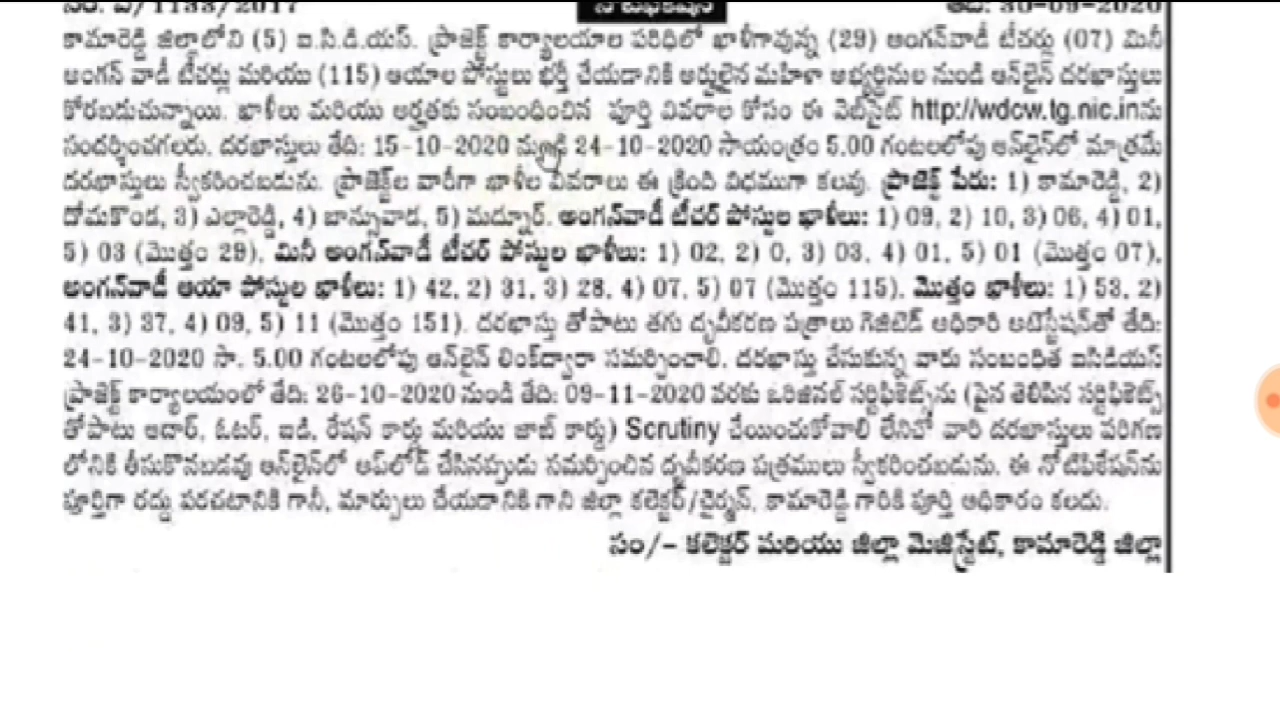 కామారెడ్డి జిల్లాలోని (5) ఐ.సి.డి.యస్. ప్రాజెక్ట్ కార్యాలయాల పరిధిలో ఖాళీగావున్న (29) అంగన్‌వాడీ టీచర్లు (07) మినీ
అంగన్ వాడీ టీచర్లు మరియు (115) ఆయాల పోస్టులు భర్తీ చేయడానికి అర్హులైన మహిళా అభ్యర్థినుల నుండి ఆన్‌లైన్ దరఖాస్తులు
కోరబడుచున్నాయి. ఖాళీలు మరియు అర్హతకు సంబంధించిన పూర్తి వివరాల కోసం ఈ వెబ్‌సైట్ http://wdcw.tg.nic.inను
సందర్శించగలరు. దరఖాస్తులు తేది: 15-10-2020 నుండి 24-10-2020 సాయంత్రం 5.00 గంటలలోపు ఆన్‌లైన్‌లో మాత్రమే
దరఖాస్తులు స్వీకరించబడును. ప్రాజెక్ట్‌ల వారీగా ఖాళీల వివరాలు ఈ క్రింది విధముగా కలవు. ప్రాజెక్ట్ పేరు: 1) కామారెడ్డి, 2)
దోమకొండ, 3) ఎల్లారెడ్డి, 4) బాన్సువాడ, 5) మద్నూర్. అంగన్‌వాడీ టీచర్ పోస్టుల ఖాళీలు: 1) 09, 2) 10, 3) 06, 4) 01,
5) 03 (మొత్తం 29). మినీ అంగన్‌వాడీ టీచర్ పోస్టుల ఖాళీలు: 1) 02, 2) 0, 3) 03, 4) 01, 5) 01 (మొత్తం 07).
అంగన్‌వాడీ ఆయా పోస్టుల ఖాళీలు: 1) 42, 2) 31, 3) 28, 4) 07, 5) 07 (మొత్తం 115). మొత్తం ఖాళీలు: 1) 53, 2)
41, 3) 37, 4) 09, 5) 11 (మొత్తం 151). దరఖాస్తు తోపాటు తగు ధృవీకరణ పత్రాలు గెజిటెడ్ అధికారి అటెస్టేషన్‌తో తేది:
24-10-2020 సా. 5.00 గంటలలోపు ఆన్‌లైన్ లింక్‌ద్వారా సమర్పించాలి. దరఖాస్తు చేసుకున్న వారు సంబంధిత ఐసిడియస్
ప్రాజెక్ట్ కార్యాలయంలో తేది: 26-10-2020 నుండి తేది: 09-11-2020 వరకు ఒరిజినల్ సర్టిఫికెట్స్‌ను (పైన తెలిపిన సర్టిఫికెట్స్
తోపాటు ఆదార్, ఓటర్, ఐడి, రేషన్ కార్డు మరియు జాబ్ కార్డు) Scrutiny చేయించుకోవాలి లేనిచో వారి దరఖాస్తులు పరిగణ
లోనికి తీసుకొనబడవు ఆన్‌లైన్‌లో అప్‌లోడ్ చేసినప్పుడు సమర్పించిన ధృవీకరణ పత్రములు స్వీకరించబడును. ఈ నోటిఫికేషన్‌ను
పూర్తిగా రద్దు పరచటానికి గానీ, మార్పులు చేయడానికి గాని జిల్లా కలెక్టర్/చైర్మన్, కామారెడ్డి గారికి పూర్తి అధికారం కలదు.
సం/- కలెక్టర్ మరియు జిల్లా మెజిస్ట్రేట్, కామారెడ్డి జిల్లా